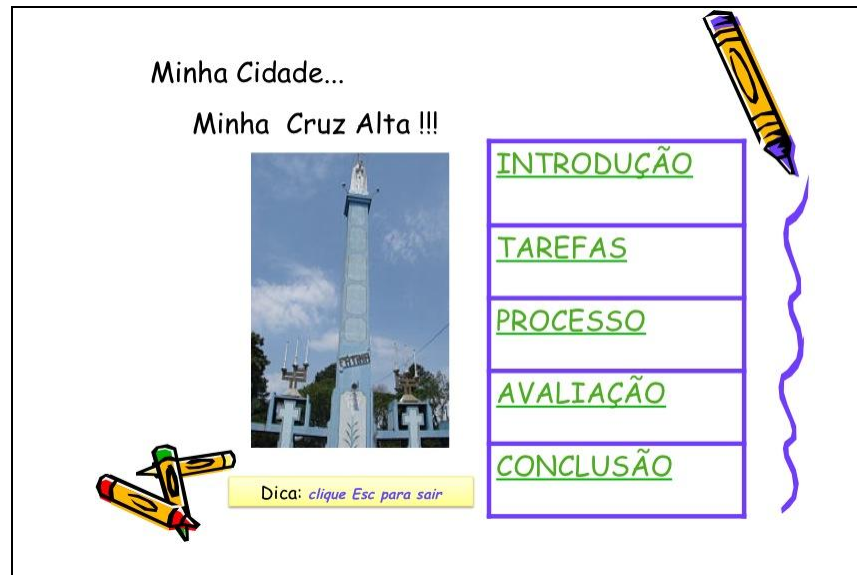 Minha Cidade...
Minha Cruz Alta !!!
INTRODUÇÃO
TAREFAS
PROCESSO
AVALIAÇÃO
CONCLUSÃO
Dica: clique Esc para sair